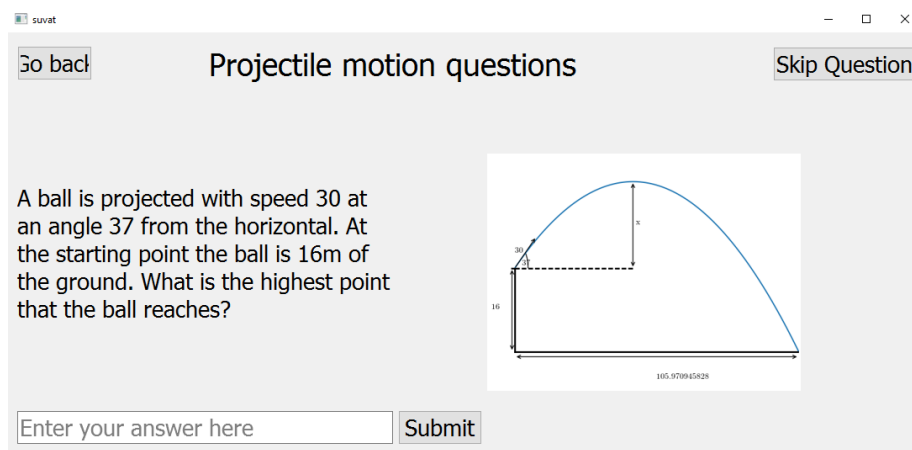 suvat
Go back
Projectile motion questions
Skip Question
A ball is projected with speed 30 at
an angle 37 from the horizontal. At
the starting point the ball is 16m of
the ground. What is the highest point
that the ball reaches?
30
37
x
16
105.970945828
Enter your answer here
Submit